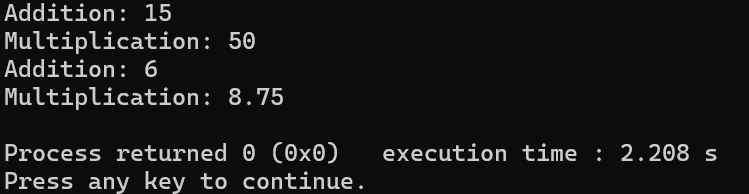 Addition: 15
Multiplication: 50
Addition: 6
Multiplication: 8.75
Process returned 0 (0x0)   execution time : 2.208 s
Press any key to continue.